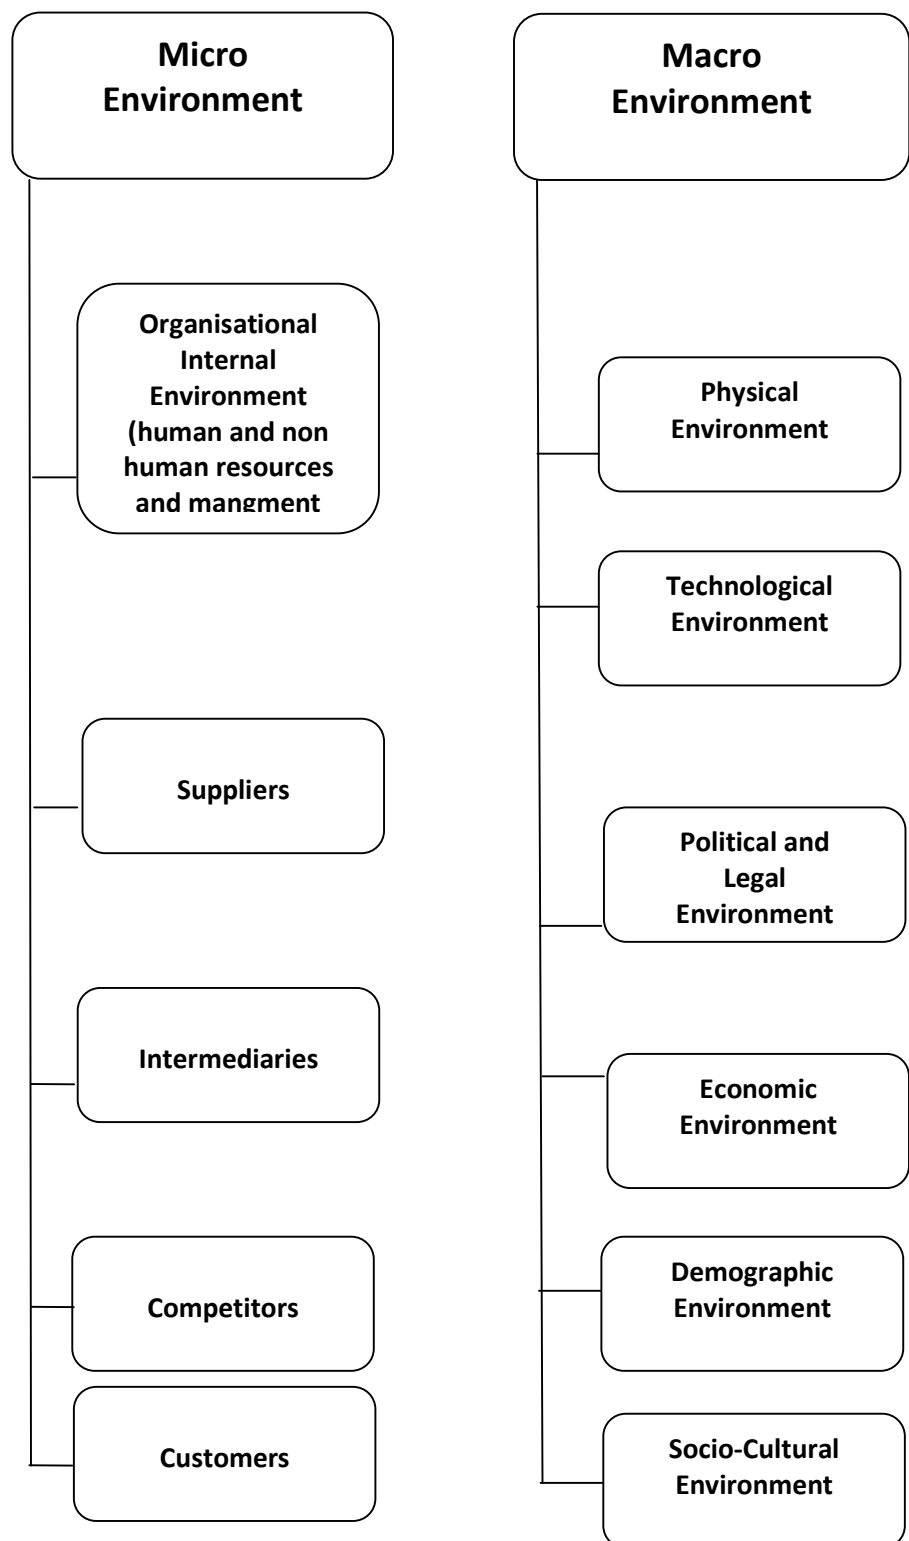 Micro
Environment
Organisational
Internal
Environment
(human and non
human resources
and mangment
Suppliers
Intermediaries
Competitors
Customers
Macro
Environment
Physical
Environment
Technological
Environment
Political and
Legal
Environment
Economic
Environment
Demographic
Environment
Socio-Cultural
Environment